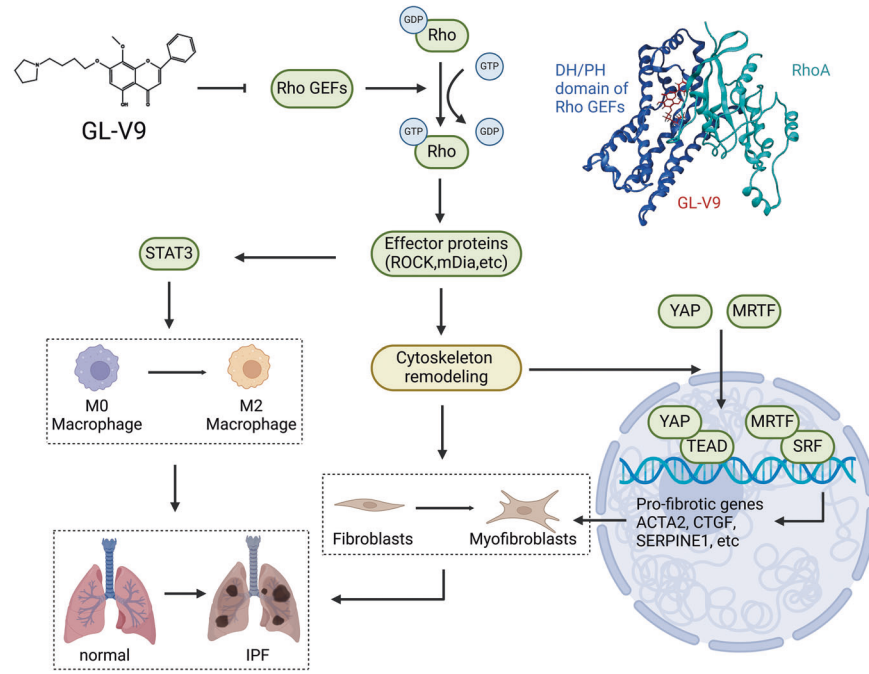 N
O
O
O
OH
O
GL-V9
Rho GEFs
GDP
Rho
GTP
GTP
GDP
Rho
DH/PH
domain of
Rho GEFs
RhoA
GL-V9
STAT3
Effector proteins
(ROCK,mDia,etc)
YAP
MRTF
M0
Macrophage
M2
Macrophage
Cytoskeleton
remodeling
YAP
TEAD
MRTF
SRF
Pro-fibrotic genes
ACTA2, CTGF,
SERPINE1, etc
Fibroblasts
Myofibroblasts
normal
IPF